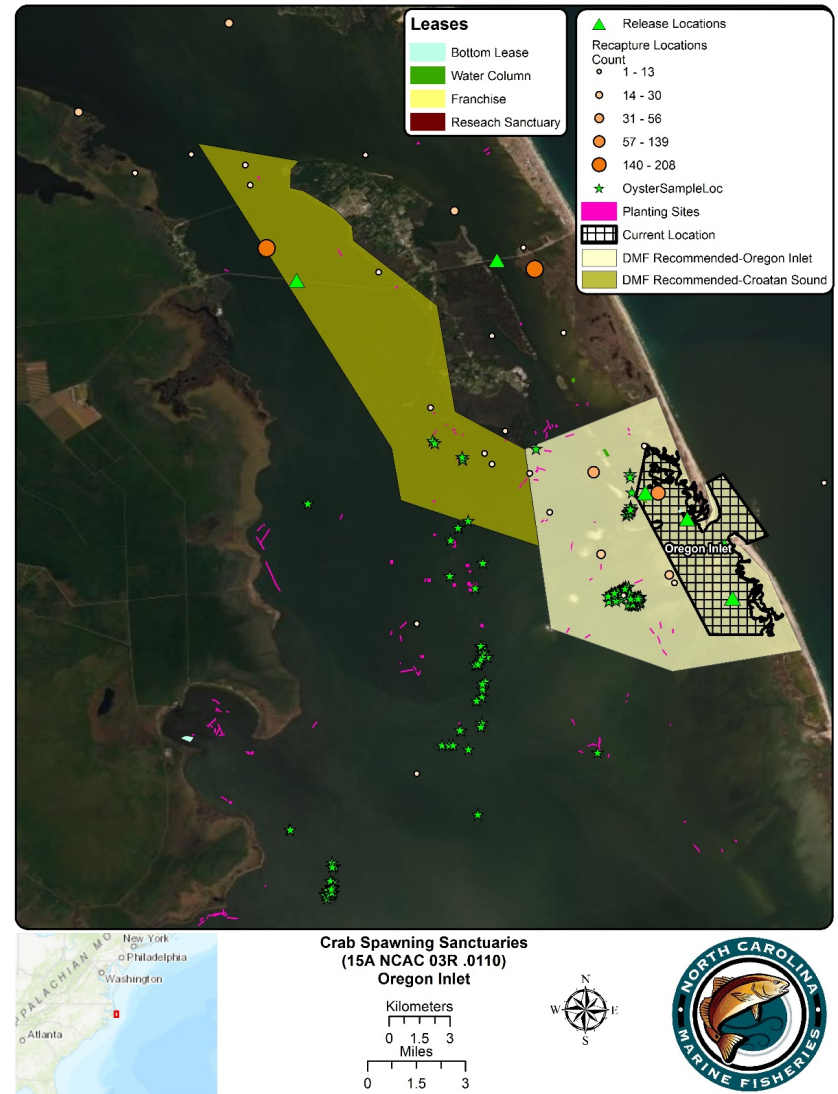 Leases
Bottom Lease
Water Column
Franchise
Reseach Sanctuary
Release Locations
Recapture Locations
Count
1 - 13
14 - 30
31 - 56
57 - 139
140 - 208
OysterSampleLoc
Planting Sites
Current Location
DMF Recommended-Oregon Inlet
DMF Recommended-Croatan Sound
Oregon Inlet
New York
Philadelphia
Washington
PALACHIAN MO
Atlanta
Crab Spawning Sanctuaries
(15A NCAC 03R .0110)
Oregon Inlet
Kilometers
0 1.5 3
Miles
0 1.5 3
N
W E
S
NORTH CAROLINA
MARINE FISHERIES